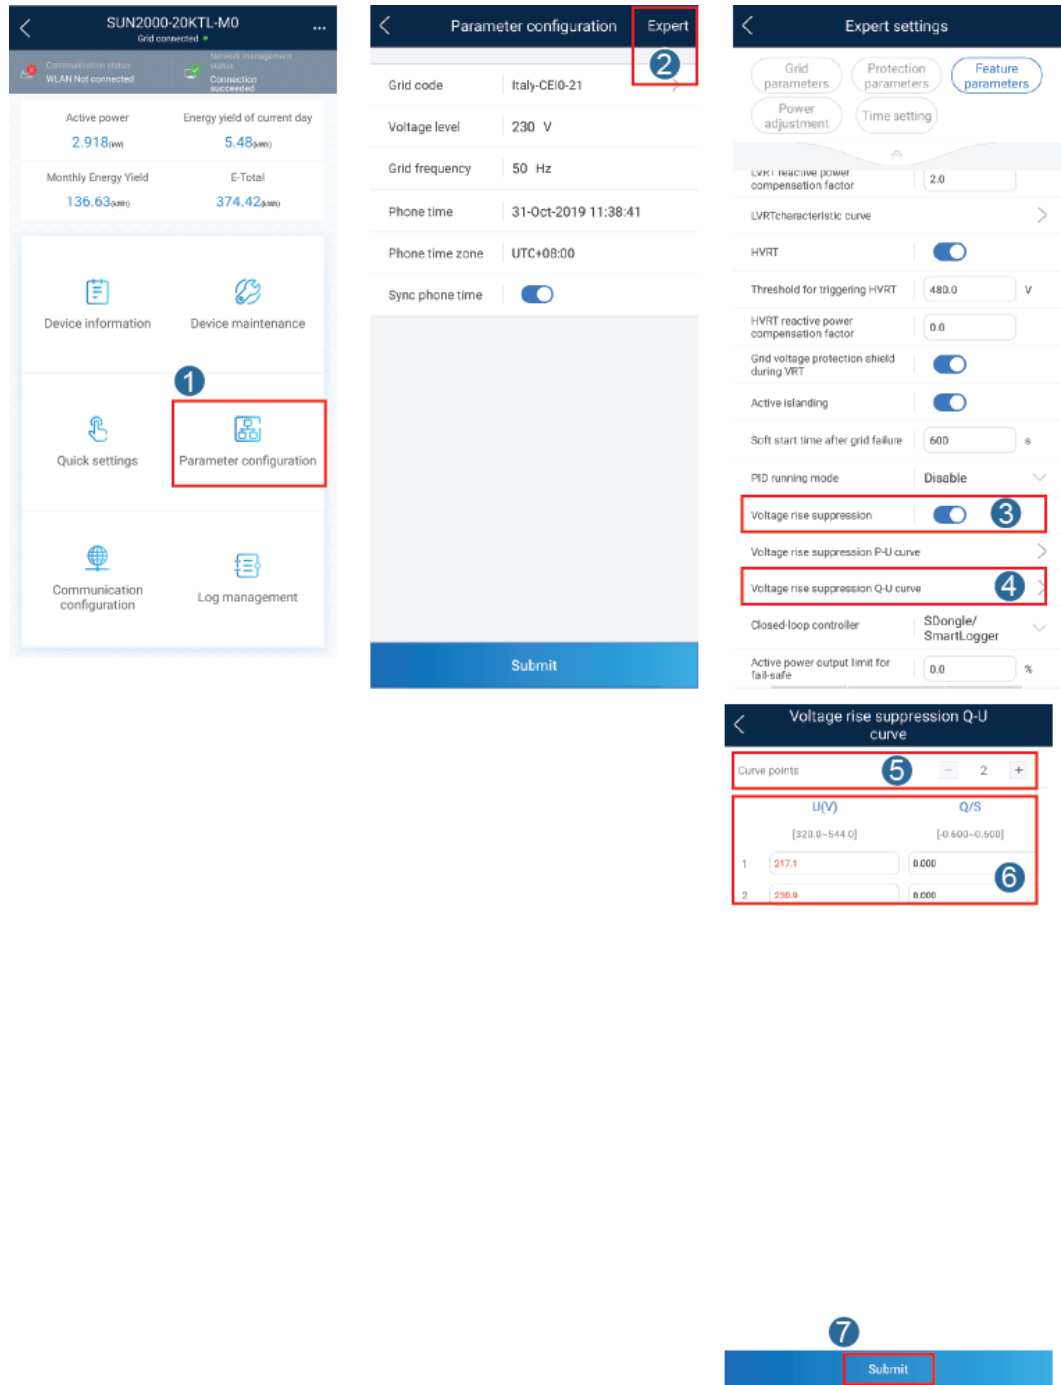 SUN2000-20KTL-M0
Grid connected
Communication status
WLAN Not connected
Network management
status
Connection
succeeded
Active power
Energy yield of current day
2.918(kW)
5.48(kWh)
Monthly Energy Yield
E-Total
136.63(kWh)
374.42(kWh)
Device information
Device maintenance
1
Quick settings
Parameter configuration
Communication
configuration
Log management
Parameter configuration
Expert
2
Grid code
Italy-CEI0-21
Voltage level
230 V
Grid frequency
50 Hz
Phone time
31-Oct-2019 11:38:41
Phone time zone
UTC+08:00
Sync phone time
Submit
Expert settings
Grid
parameters
Protection
parameters
Feature
parameters
Power
adjustment
Time setting
LVRT reactive power
compensation factor
2.0
LVRTcharacteristic curve
HVRT
Threshold for triggering HVRT
480.0 V
HVRT reactive power
compensation factor
0.0
Grid voltage protection shield
during VRT
Active islanding
Soft start time after grid failure
600 s
PID running mode
Disable
Voltage rise suppression
3
Voltage rise suppression P-U curve
Voltage rise suppression Q-U curve
4
Closed-loop controller
SDongle/
SmartLogger
Active power output limit for
fail-safe
0.0 %
Voltage rise suppression Q-U
curve
Curve points
5
− 2 +
U(V) Q/S
[320.0~544.0] [-0.600~0.600]
1 217.1 0.000
6
2 230.9 0.000
7
Submit